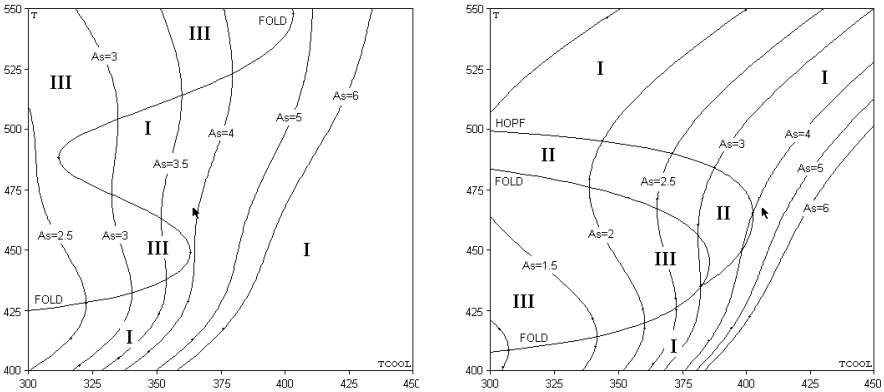 550
T
FOLD
III
As=3
III
525
As=6
As=5
500
I
As=4
As=3.5
475
As=2.5
As=3
III
450
I
FOLD
425
I
TCOOL
400
300
325
350
375
400
425
450
550
T
I
I
525
HOPF
500
As=4
As=3
II
475
FOLD
As=2.5
As=5
II
As=6
As=2
450
III
As=1.5
III
425
FOLD
I
TCOOL
400
300
325
350
375
400
425
450